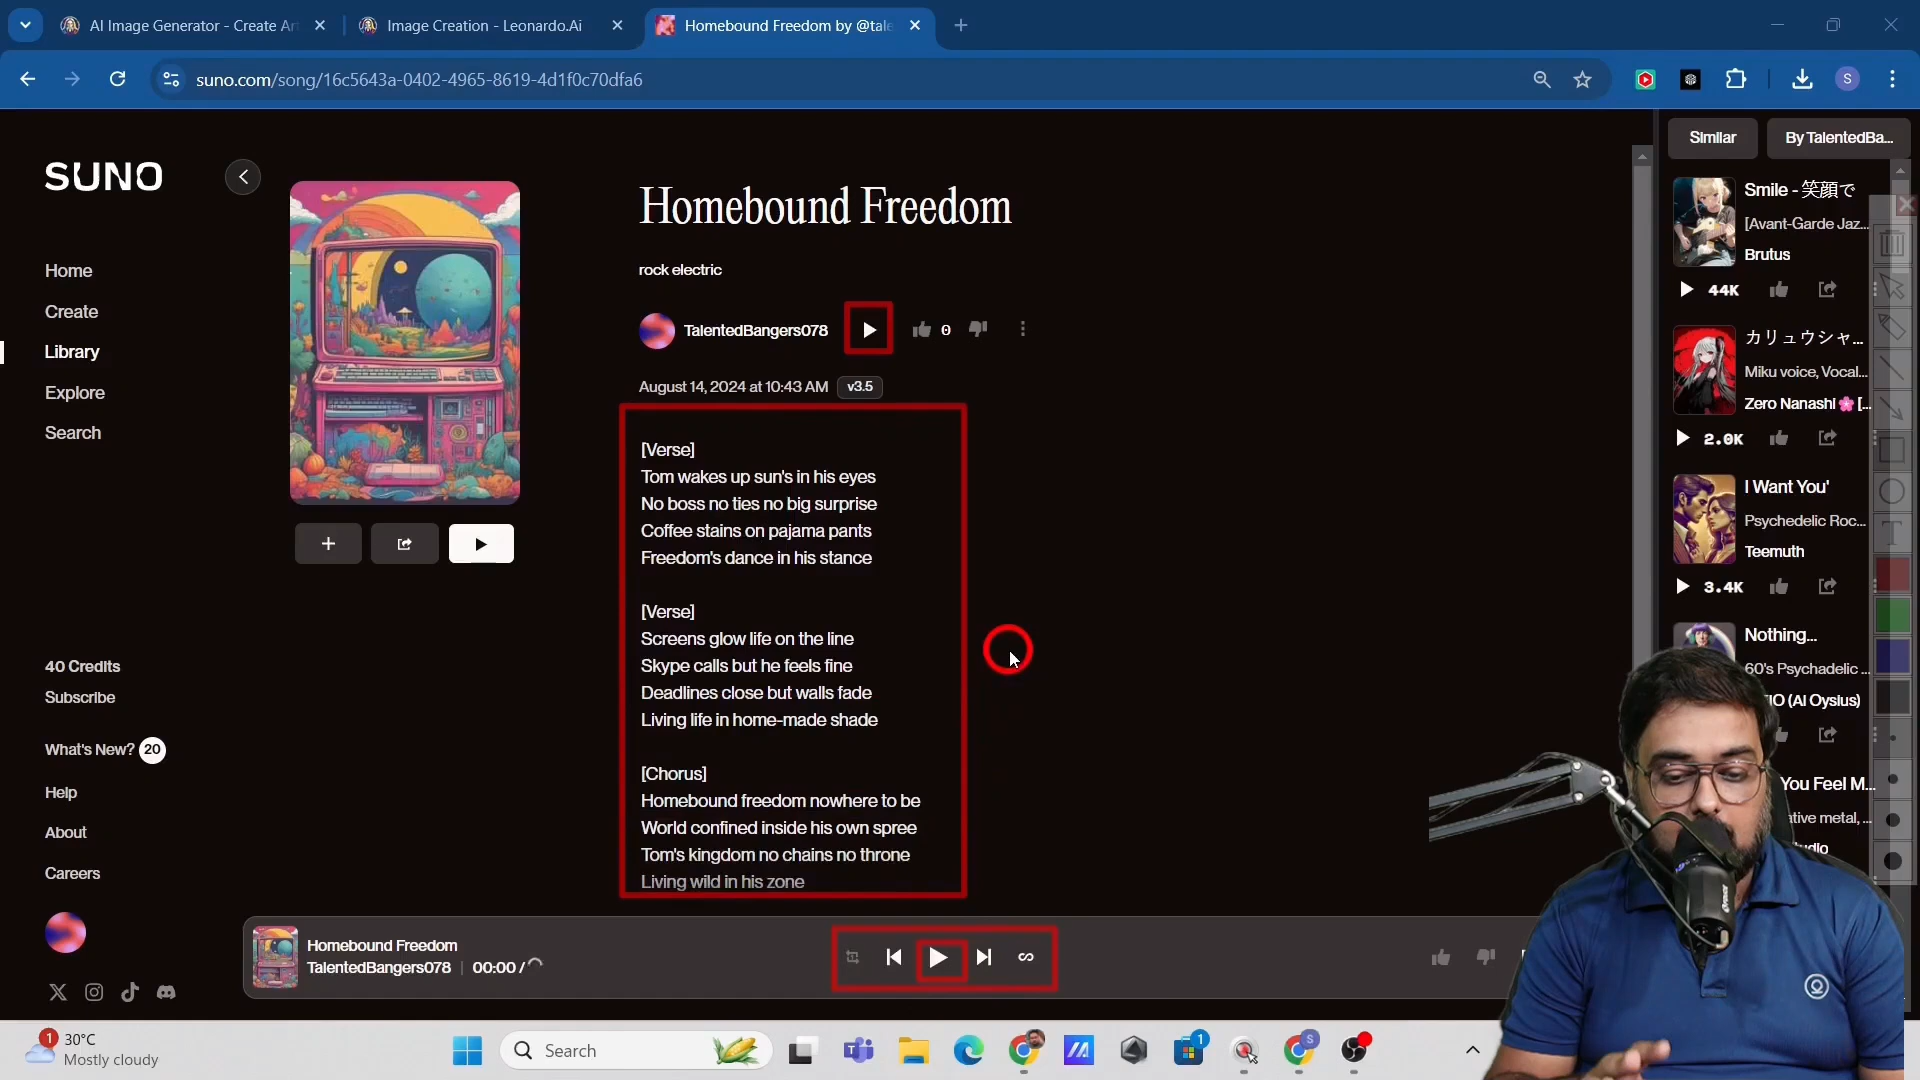 AI Image Generator - Create Ar
Image Creation - Leonardo.Ai
Homebound Freedom by @tale
suno.com/song/16c5643a-0402-4965-8619-4d1f0c70dfa6
S
SUNO
Home
Create
Library
Explore
Search
40 Credits
Subscribe
What's New? 20
Help
About
Careers
Homebound Freedom
rock electric
TalentedBangers078
0
August 14, 2024 at 10:43 AM v3.5
[Verse]
Tom wakes up sun's in his eyes
No boss no ties no big surprise
Coffee stains on pajama pants
Freedom's dance in his stance
[Verse]
Screens glow life on the line
Skype calls but he feels fine
Deadlines close but walls fade
Living life in home-made shade
[Chorus]
Homebound freedom nowhere to be
World confined inside his own spree
Tom's kingdom no chains no throne
Living wild in his zone
Similar
By TalentedBa...
Smile - 笑顔で
[Avant-Garde Jaz...
Brutus
44K
カリュウシャ...
Miku voice, Vocal...
Zero Nanashi🌸[...
2.0K
I Want You'
Psychedelic Roc...
Teemuth
3.4K
Nothing...
60's Psychedelic ...
IO (AI Oysius)
You Feel M...
ative metal, ...
T
Homebound Freedom
TalentedBangers078 | 00:00 /
1
30°C
Mostly cloudy
Search
1
S